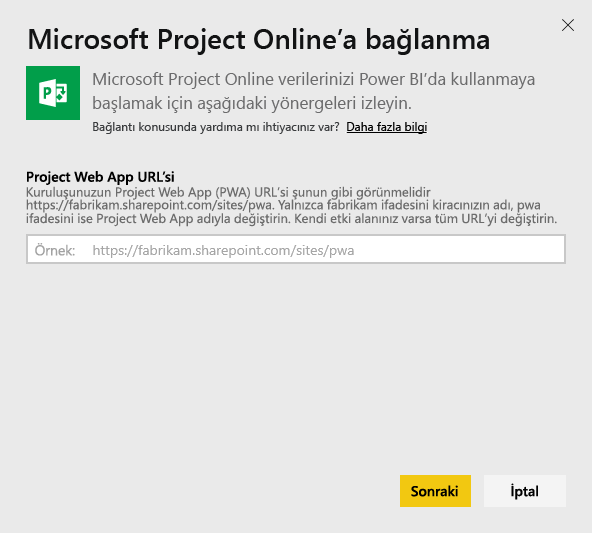 Microsoft Project Online’a bağlanma
Microsoft Project Online verilerinizi Power BI’da kullanmaya
başlamak için aşağıdaki yönergeleri izleyin.
Bağlantı konusunda yardıma mı ihtiyacınız var? Daha fazla bilgi
Project Web App URL’si
Kuruluşunuzun Project Web App (PWA) URL’si şunun gibi görünmelidir
https://fabrikam.sharepoint.com/sites/pwa. Yalnızca fabrikam ifadesini kiracınızın adı, pwa
ifadesini ise Project Web App adıyla değiştirin. Kendi etki alanınız varsa tüm URL’yi değiştirin.
Örnek: https://fabrikam.sharepoint.com/sites/pwa
Sonraki İptal